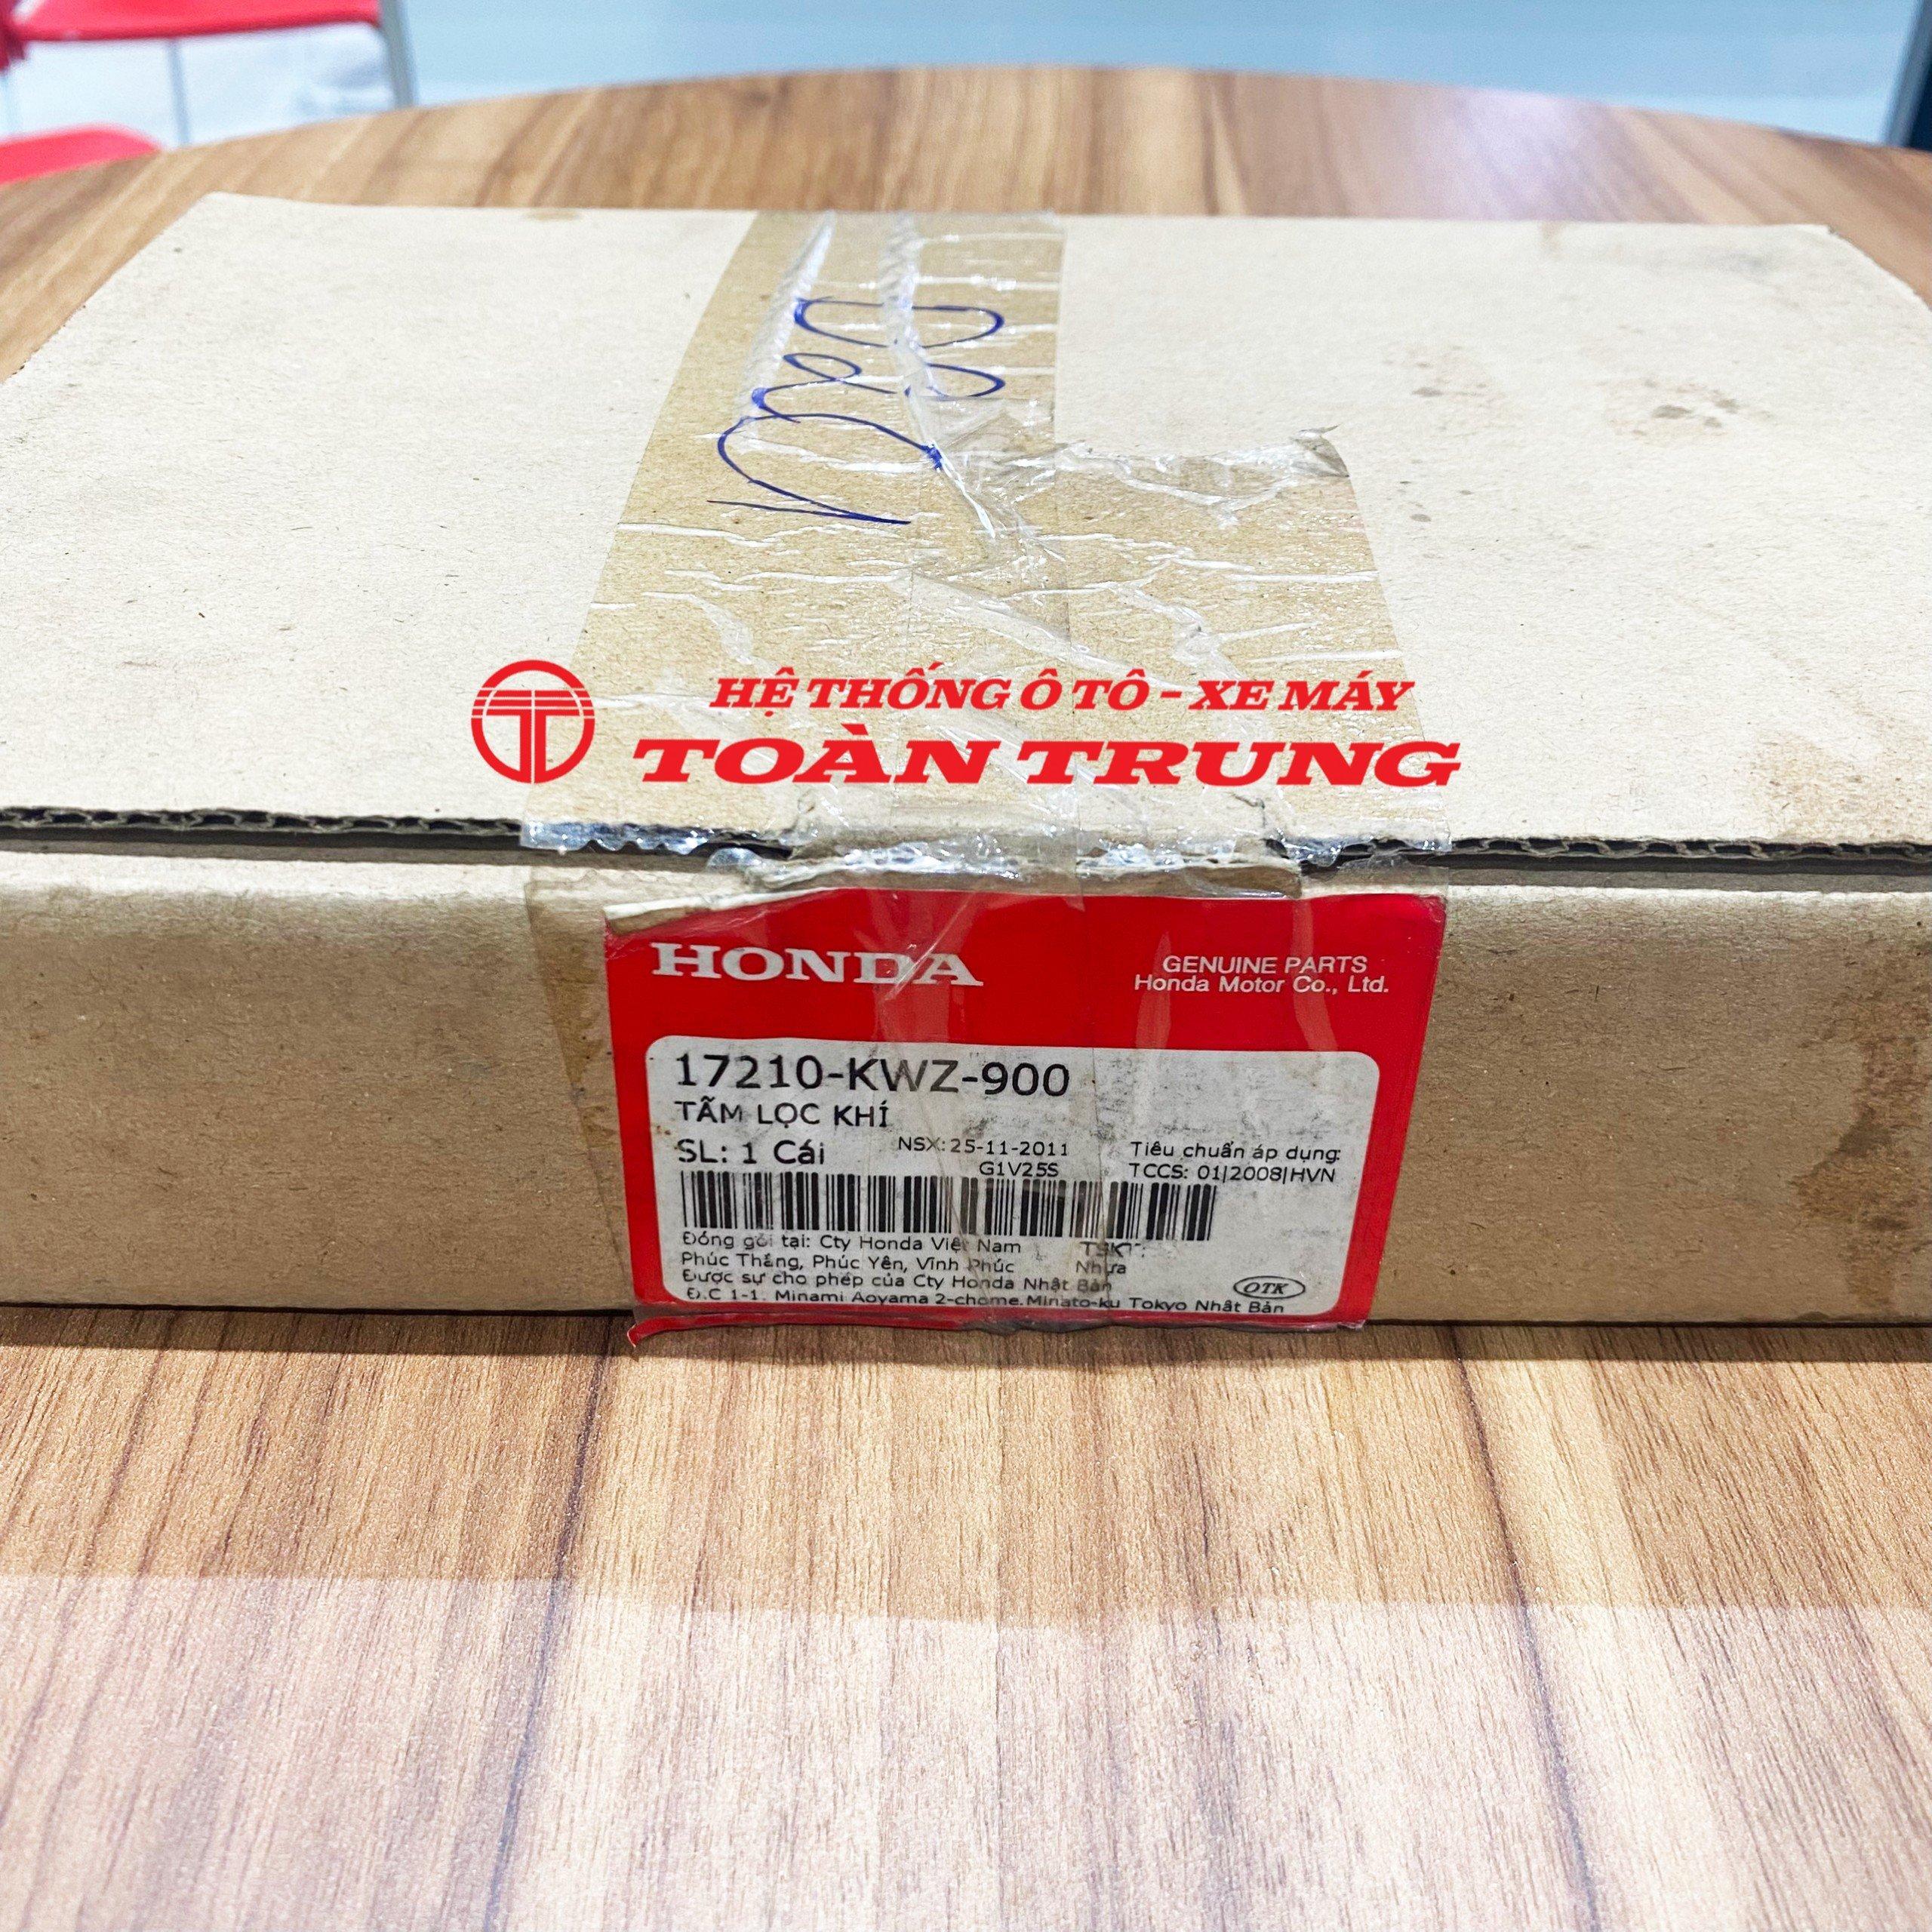 HỆ THỐNG Ô TÔ - XE MÁY
TOÀN TRUNG
HONDA
GENUINE PARTS
Honda Motor Co., Ltd.
17210-KWZ-900
TẤM LỌC KHÍ
SL: 1 Cái
NSX: 25-11-2011
G1V25S
Tiêu chuẩn áp dụng:
TCCS: 01|2008|HVN
Đóng gói tại: Cty Honda Việt Nam
Phúc Thắng, Phúc Yên, Vĩnh Phúc
Được sự cho phép của Cty Honda Nhật Bản
Đ.C 1-1, Minami Aoyama 2-chome.Minato-ku Tokyo Nhật Bản
TSKT:
Nhựa
OTK